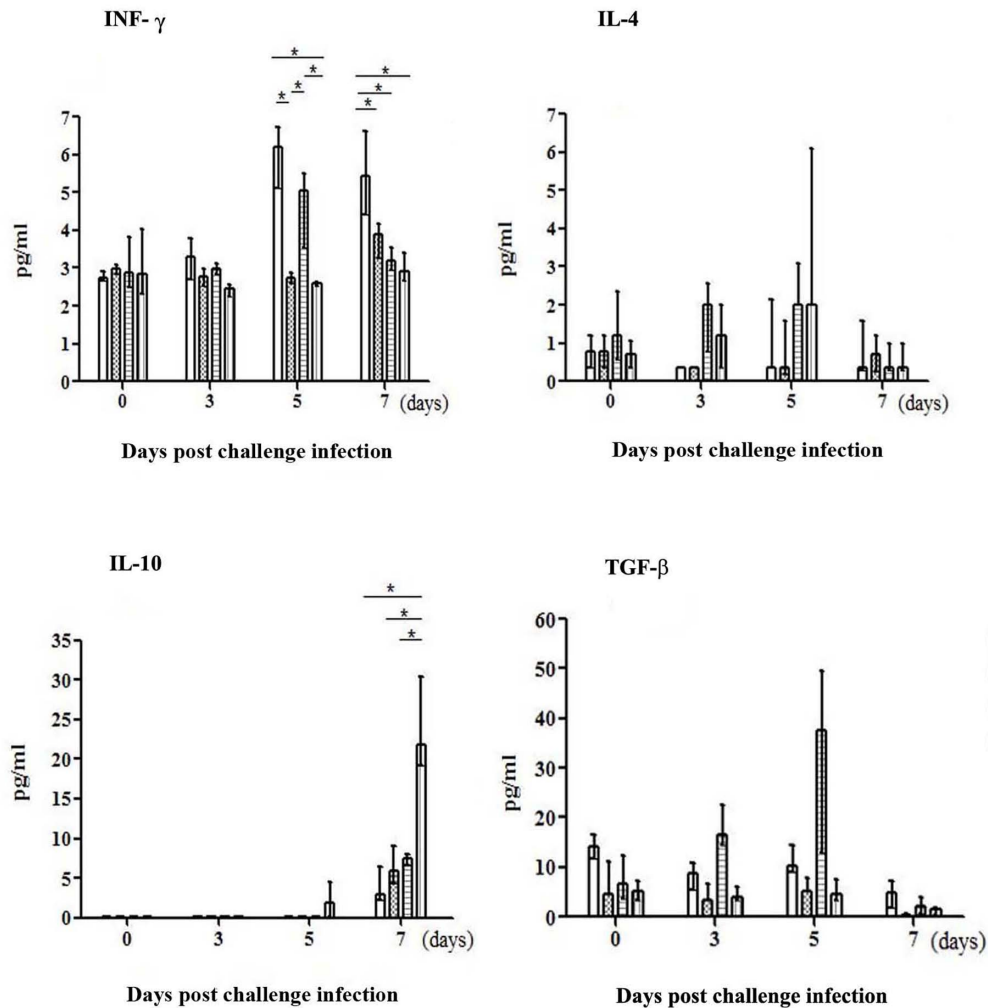 INF- γ
* * * *
* * *
7
6
5
4
3
2
1
0
pg/ml
0 3 5 7 (days)
Days post challenge infection
IL-4
7
6
5
4
3
2
1
0
pg/ml
0 3 5 7 (days)
Days post challenge infection
IL-10
*
*
*
35
30
25
20
15
10
5
0
pg/ml
0 3 5 7 (days)
Days post challenge infection
TGF-β
60
50
40
30
20
10
0
pg/ml
0 3 5 7 (days)
Days post challenge infection